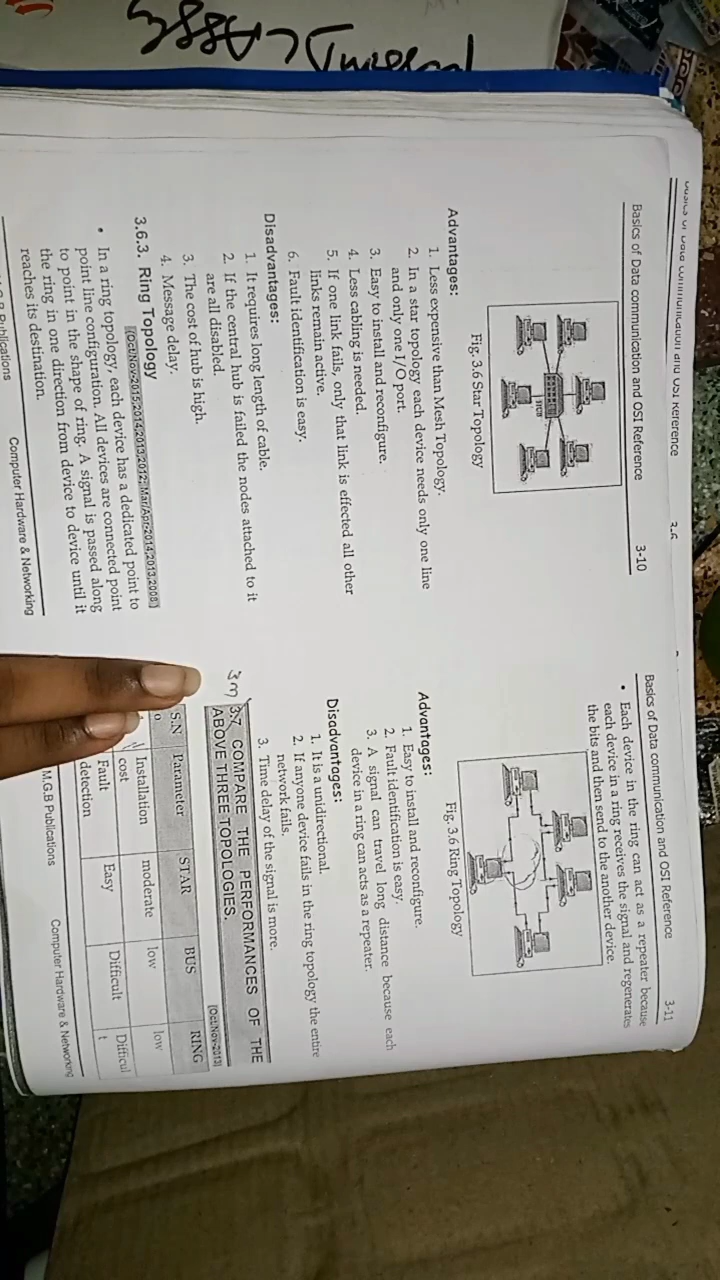 Basics of Data communication and OSI Reference 3-10
Fig. 3.6 Star Topology
Advantages:
1. Less expensive than Mesh Topology.
2. In a star topology each device needs only one line
and only one I/O port.
3. Easy to install and reconfigure.
4. Less cabling is needed.
5. If one link fails, only that link is effected all other
links remain active.
6. Fault identification is easy.
Disadvantages:
1. It requires long length of cable.
2. If the central hub is failed the nodes attached to it
are all disabled.
3. The cost of hub is high.
4. Message delay.
3.6.3. Ring Topology
[Oct/Nov-2015;2014;2013;2012; Mar/Apr-2014;2013;2008]
• In a ring topology, each device has a dedicated point to
point line configuration. All devices are connected point
to point in the shape of ring. A signal is passed along
the ring in one direction from device to device until it
reaches its destination.
Computer Hardware & Networking
Publications
Basics of Data communication and OSI Reference 3-11
• Each device in the ring can act as a repeater because
each device in a ring receives the signal and regenerates
the bits and then send to the another device.
Fig. 3.6 Ring Topology
Advantages:
1. Easy to install and reconfigure.
2. Fault identification is easy.
3. A signal can travel long distance because each
device in a ring can acts as a repeater.
Disadvantages:
1. It is a unidirectional.
2. If anyone device fails in the ring topology the entire
network fails.
3. Time delay of the signal is more.
3m 3.7 COMPARE THE PERFORMANCES OF THE
ABOVE THREE TOPOLOGIES.
[Oct/Nov-2013]
S.N Parameter STAR BUS RING
o
Installation moderate low low
cost
Fault Easy Difficult Difficul
detection t
M.G.B Publications Computer Hardware & Networking